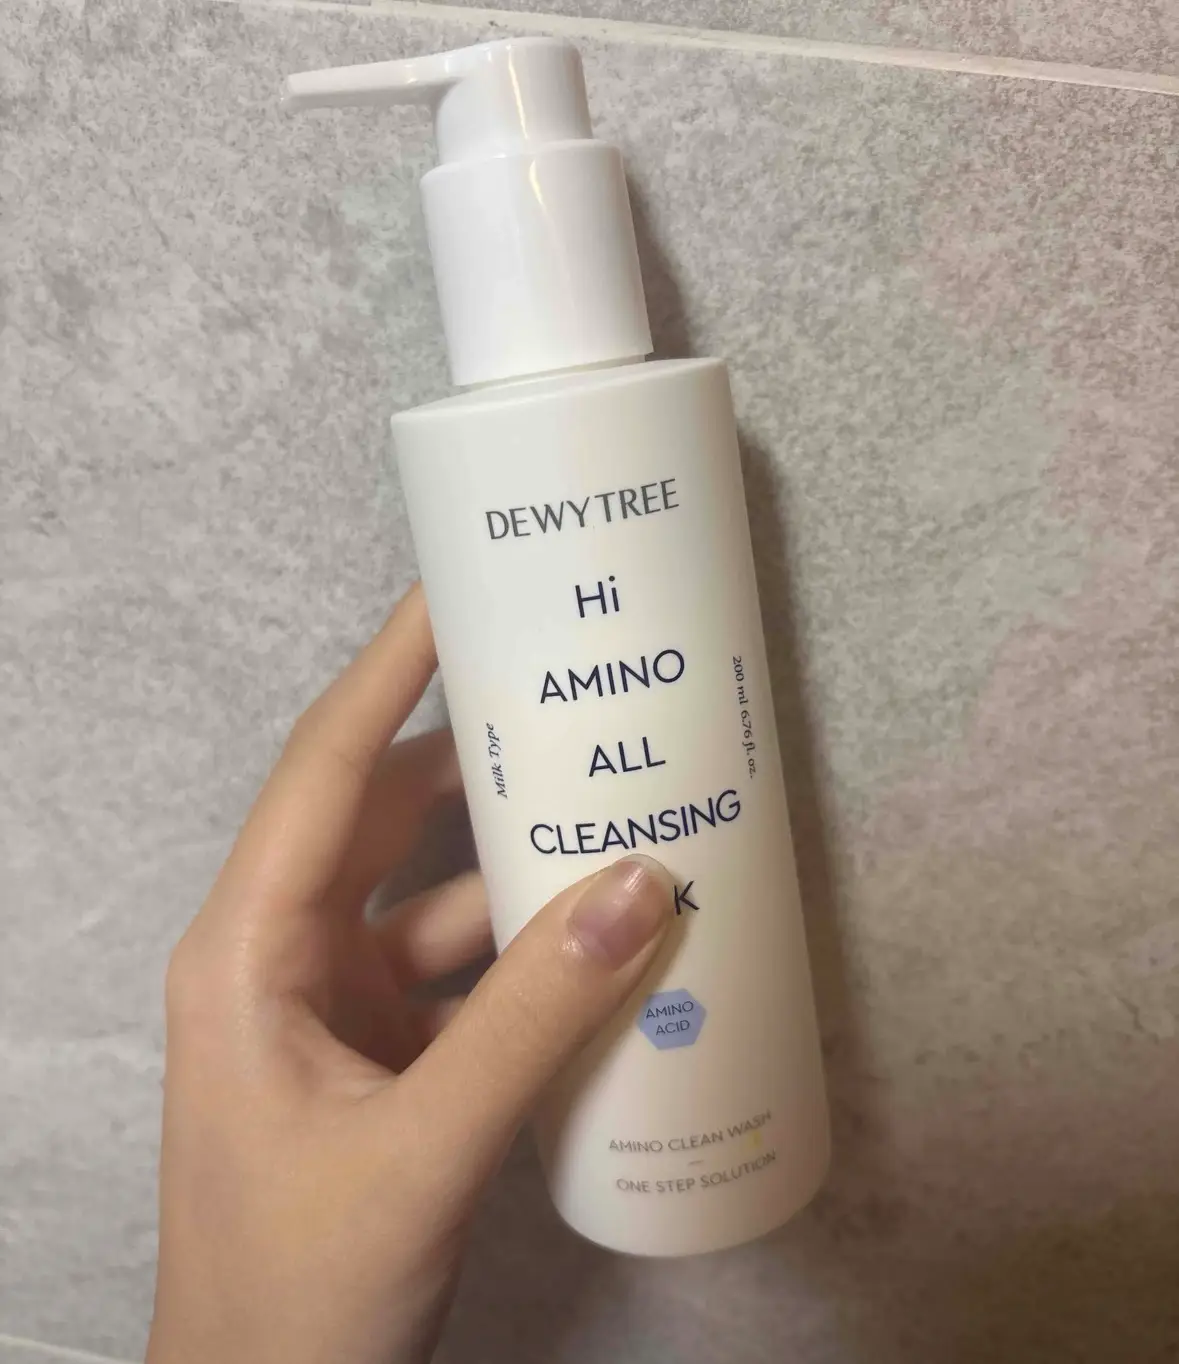 DEWYTREE
Hi
AMINO
ALL
CLEANSING
K
Milk Type
200 ml 6.76 fl. oz.
AMINO
ACID
AMINO CLEAN WASH
—
ONE STEP SOLUTION